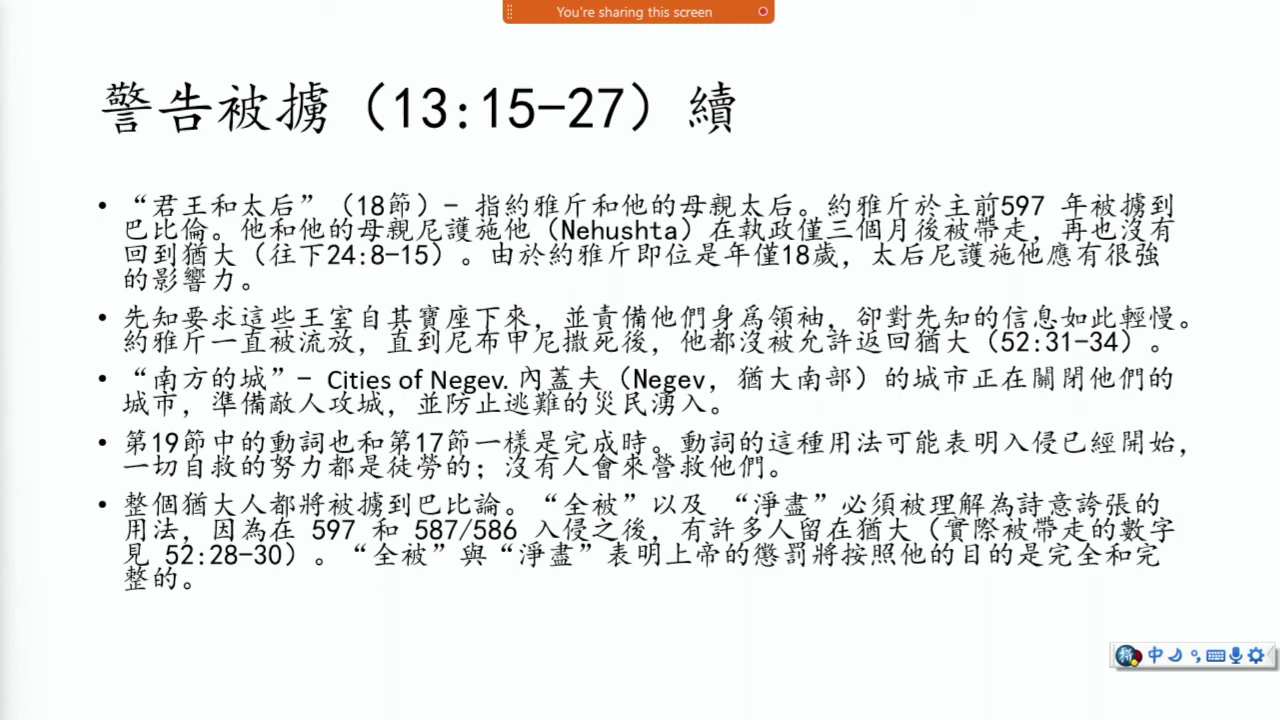 You're sharing this screen
警告被擄（13:15-27）續
• “君王和太后”（18節）- 指約雅斤和他的母親太后。約雅斤於主前597 年被擄到
巴比倫。他和他的母親尼護施他（Nehushta）在執政僅三個月後被帶走，再也沒有
回到猶大（往下24:8-15）。由於約雅斤即位是年僅18歲，太后尼護施他應有很強
的影響力。
• 先知要求這些王室自其寶座下來，並責備他們身爲領袖，卻對先知的信息如此輕慢。
約雅斤一直被流放，直到尼布甲尼撒死後，他都沒被允許返回猶大（52:31-34）。
• “南方的城”- Cities of Negev. 內蓋夫（Negev，猶大南部）的城市正在關閉他們的
城市，準備敵人攻城，並防止逃難的災民湧入。
• 第19節中的動詞也和第17節一樣是完成時。動詞的這種用法可能表明入侵已經開始，
一切自救的努力都是徒勞的；沒有人會來營救他們。
• 整個猶大人都將被擄到巴比論。“全被”以及 “淨盡”必須被理解為詩意誇張的
用法，因為在 597 和 587/586 入侵之後，有許多人留在猶大（實際被帶走的數字
見 52:28-30）。“全被”與“淨盡”表明上帝的懲罰將按照他的目的是完全和完
整的。
中